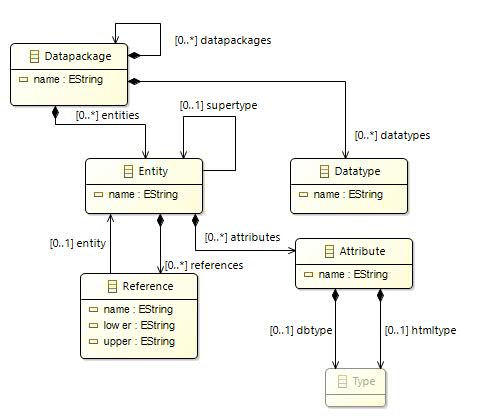 Datapackage
name : EString
[0..*] datapackages
[0..*] entities
[0..1] supertype
[0..*] datatypes
Entity
name : EString
Datatype
name : EString
[0..1] entity
[0..*] references
[0..*] attributes
Attribute
name : EString
Reference
name : EString
low er : EString
upper : EString
[0..1] dbtype
[0..1] htmltype
Type